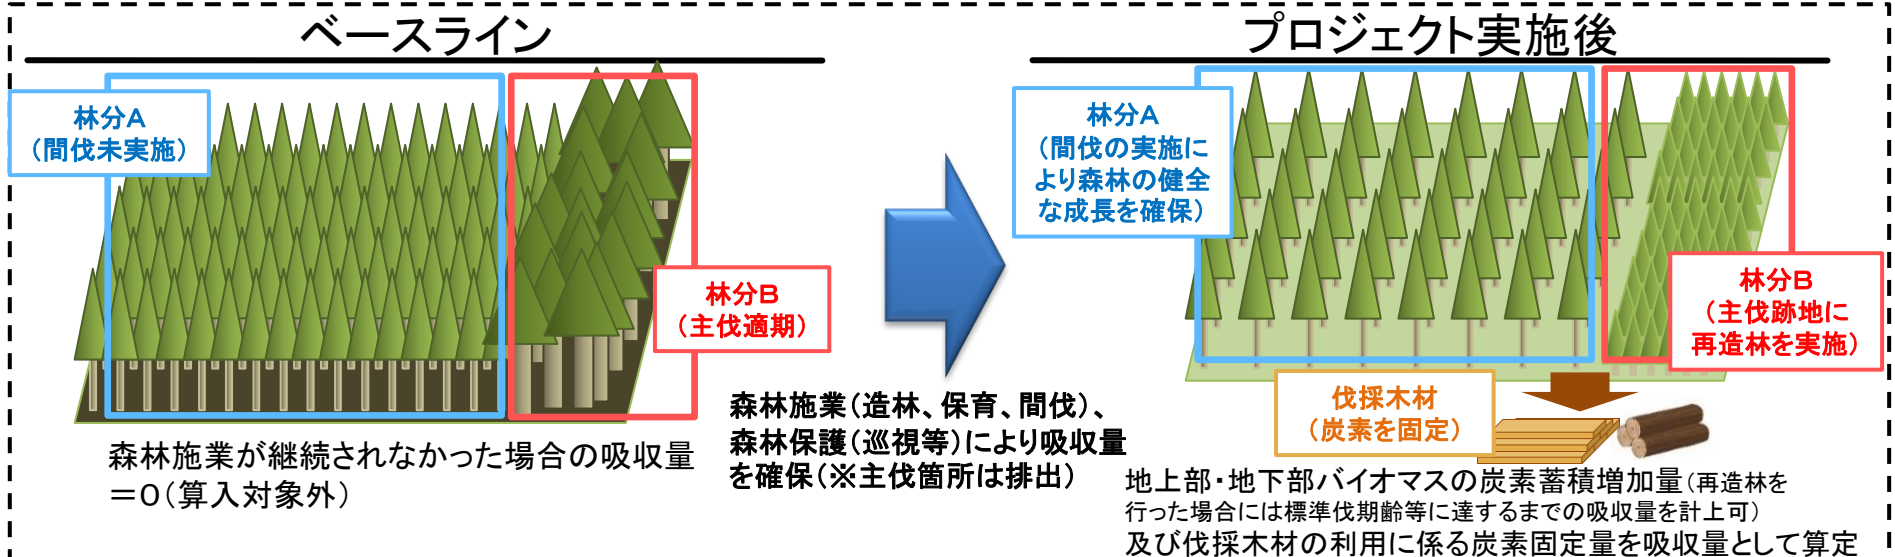 ベースライン
林分A
（間伐未実施）
林分B
（主伐適期）
森林施業が継続されなかった場合の吸収量
＝０（算入対象外）
森林施業（造林、保育、間伐）、
森林保護（巡視等）により吸収量
を確保（※主伐箇所は排出）
プロジェクト実施後
林分A
（間伐の実施に
より森林の健全
な成長を確保）
林分B
（主伐跡地に
再造林を実施）
伐採木材
（炭素を固定）
地上部・地下部バイオマスの炭素蓄積増加量（再造林を
行った場合には標準伐期齢等に達するまでの吸収量を計上可）
及び伐採木材の利用に係る炭素固定量を吸収量として算定